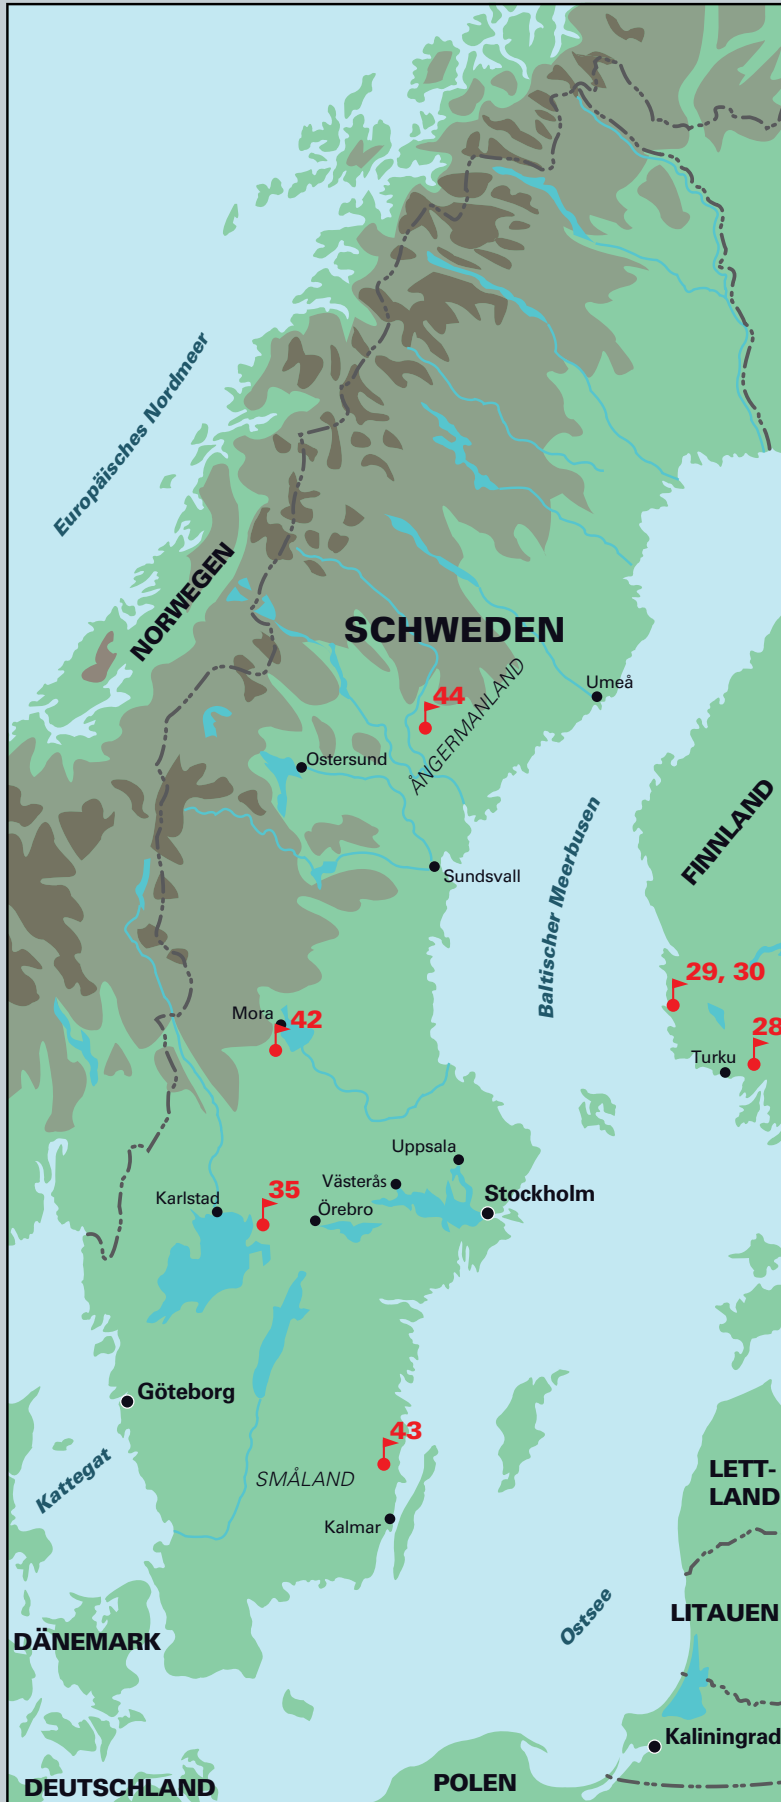 Europäisches Nordmeer
NORWEGEN
SCHWEDEN
ÅNGERMANLAND
44
Umeå
Ostersund
FINNLAND
Baltischer Meerbusen
Sundsvall
29, 30
Mora
42
28
Turku
Uppsala
Västerås
Karlstad
35
Örebro
Stockholm
Göteborg
43
Kattegat
SMÅLAND
LETT-
LAND
Kalmar
Ostsee
LITAUEN
DÄNEMARK
Kaliningrad
DEUTSCHLAND
POLEN